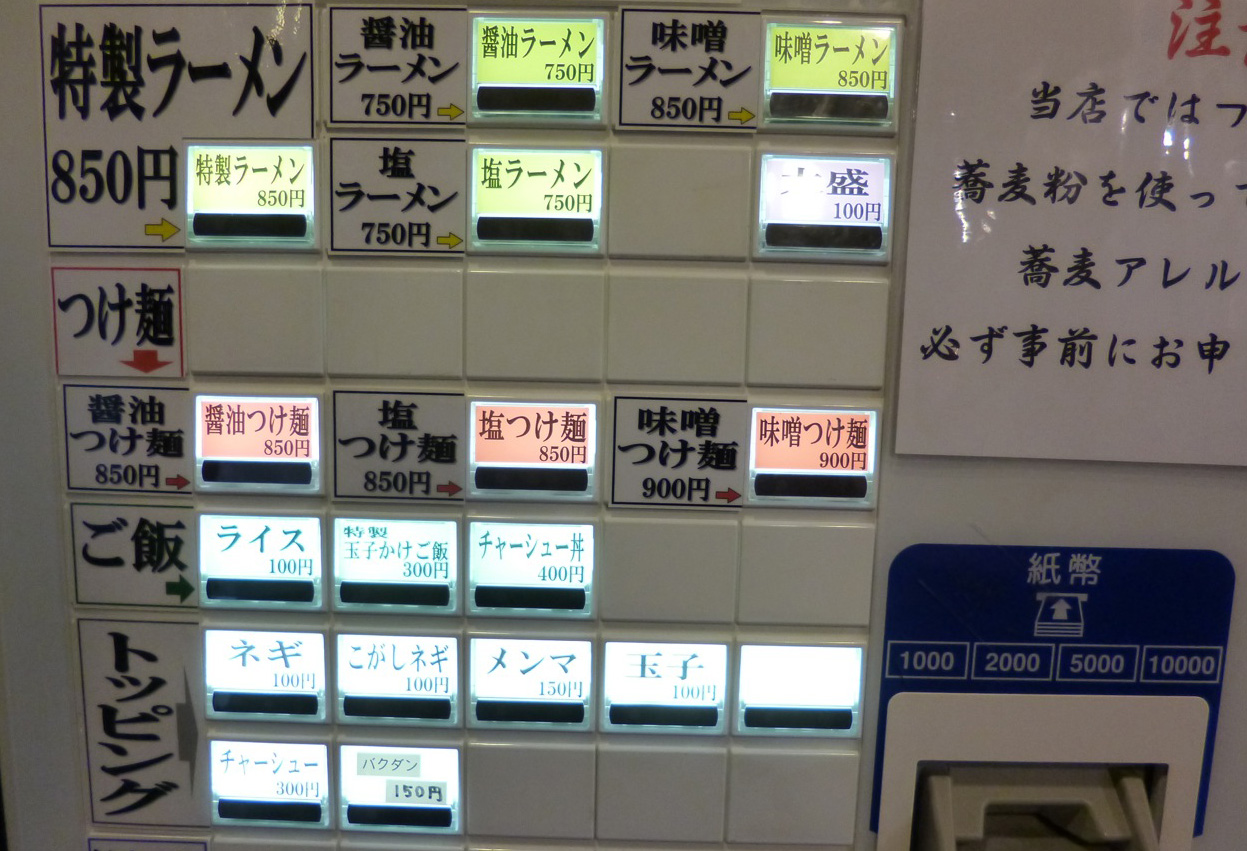 特製ラーメン
850円
特製ラーメン
850円
醤油
ラーメン
750円
醤油ラーメン
750円
味噌
ラーメン
850円
味噌ラーメン
850円
塩
ラーメン
750円
塩ラーメン
750円
大盛
100円
つけ麺
醤油
つけ麺
850円
醤油つけ麺
850円
塩
つけ麺
850円
塩つけ麺
850円
味噌
つけ麺
900円
味噌つけ麺
900円
ご飯
ライス
100円
特製
玉子かけご飯
300円
チャーシュー丼
400円
トッピング
ネギ
100円
こがしネギ
100円
メンマ
150円
玉子
100円
チャーシュー
300円
バクダン
150円
注
当店では
蕎麦粉を使っ
蕎麦アレル
必ず事前にお申
紙幣
1000 2000 5000 10000